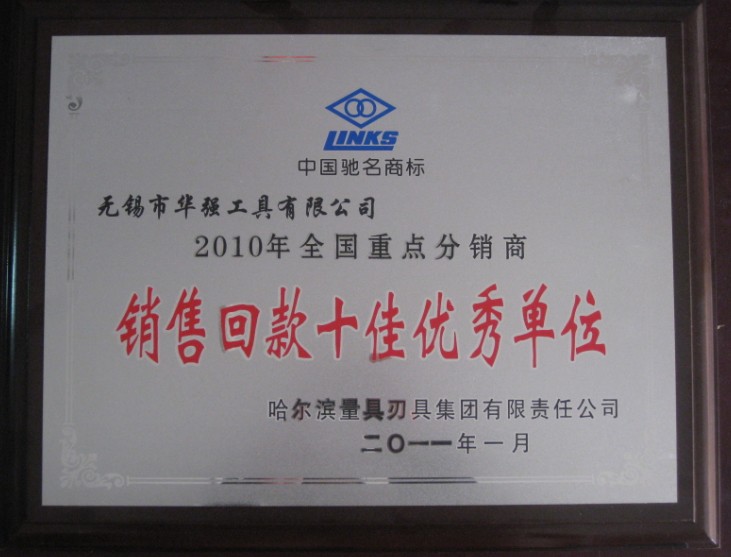 LINKS
中国驰名商标
无锡市华强工具有限公司
2010年全国重点分销商
销售回款十佳优秀单位
哈尔滨量具刃具集团有限责任公司
二〇一一年一月